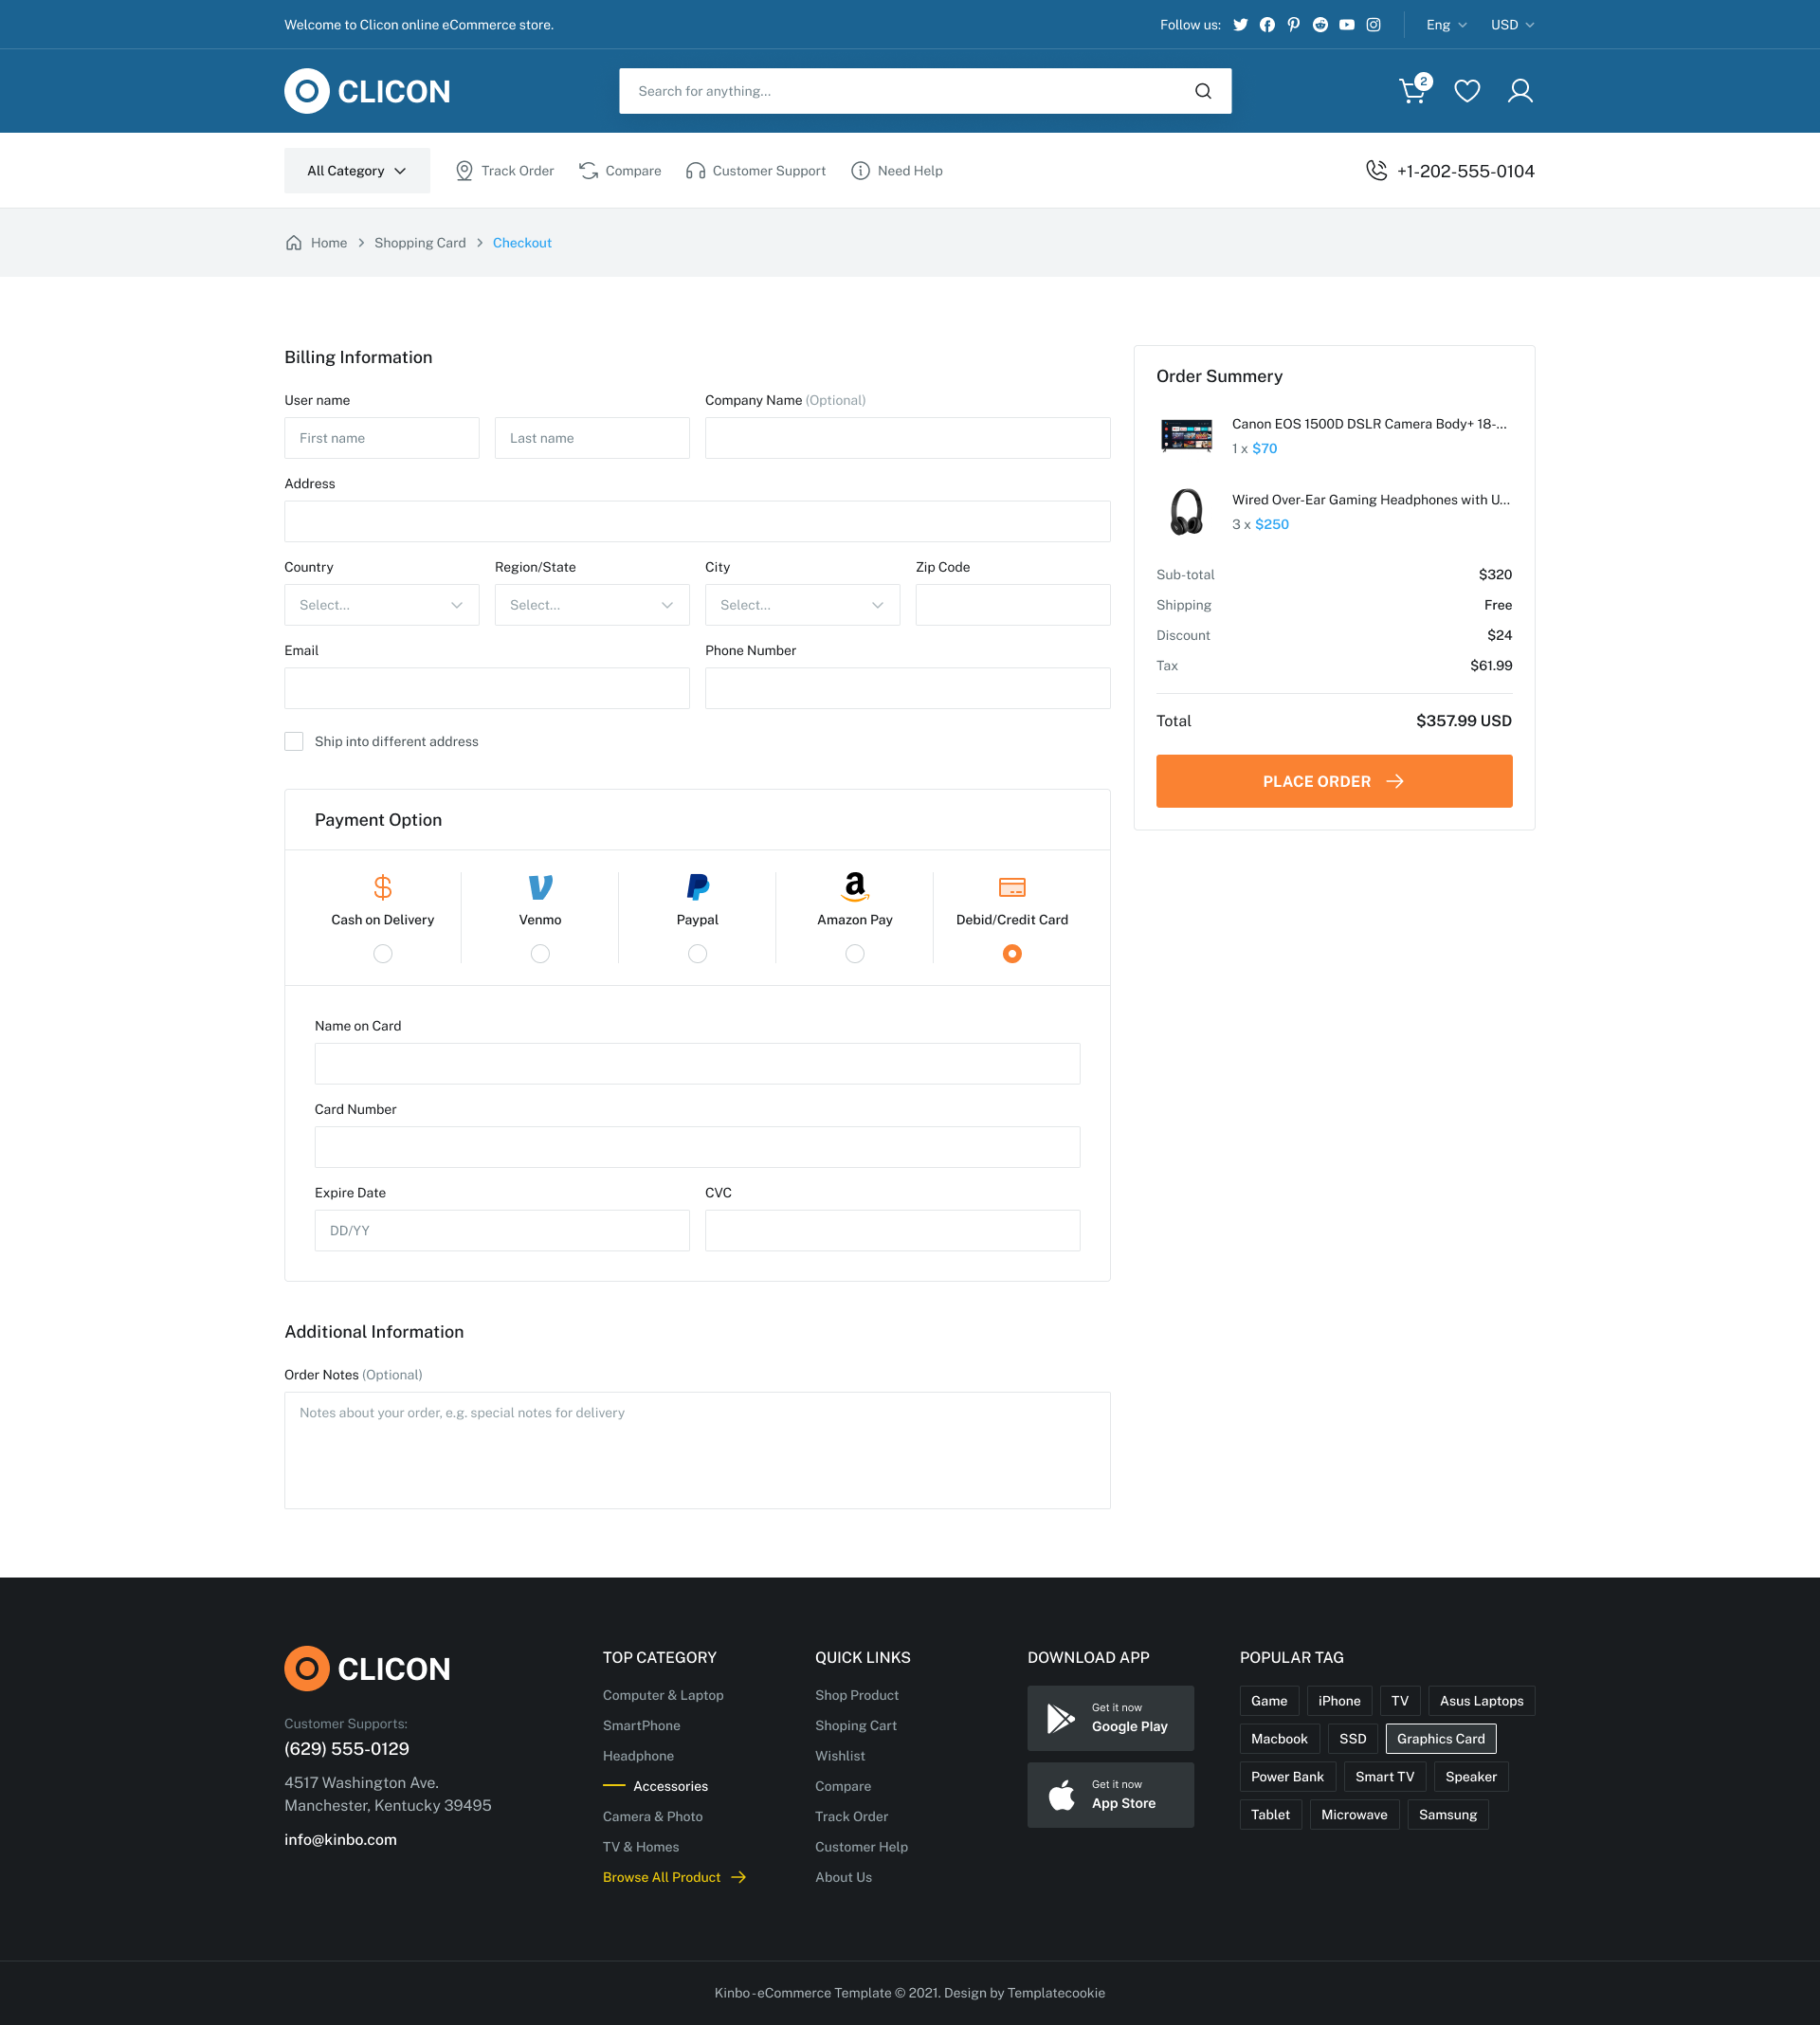 Welcome to Clicon online eCommerce store.
Follow us:
Eng
USD
CLICON
Search for anything...
2
All Category
Track Order
Compare
Customer Support
Need Help
+1-202-555-0104
Home
Shopping Card
Checkout
Billing Information
User name
Company Name (Optional)
First name
Last name
Address
Country
Region/State
City
Zip Code
Select...
Select...
Select...
Email
Phone Number
Ship into different address
Payment Option
Cash on Delivery
Venmo
Paypal
Amazon Pay
Debid/Credit Card
Name on Card
Card Number
Expire Date
CVC
DD/YY
Additional Information
Order Notes (Optional)
Notes about your order, e.g. special notes for delivery
Order Summery
Canon EOS 1500D DSLR Camera Body+ 18-...
1 x $70
Wired Over-Ear Gaming Headphones with U...
3 x $250
Sub-total $320
Shipping Free
Discount $24
Tax $61.99
Total $357.99 USD
PLACE ORDER
CLICON
Customer Supports:
(629) 555-0129
4517 Washington Ave.
Manchester, Kentucky 39495
info@kinbo.com
TOP CATEGORY
Computer & Laptop
SmartPhone
Headphone
Accessories
Camera & Photo
TV & Homes
Browse All Product
QUICK LINKS
Shop Product
Shoping Cart
Wishlist
Compare
Track Order
Customer Help
About Us
DOWNLOAD APP
Get it now
Google Play
Get it now
App Store
POPULAR TAG
Game iPhone TV Asus Laptops
Macbook SSD Graphics Card
Power Bank Smart TV Speaker
Tablet Microwave Samsung
Kinbo - eCommerce Template © 2021. Design by Templatecookie